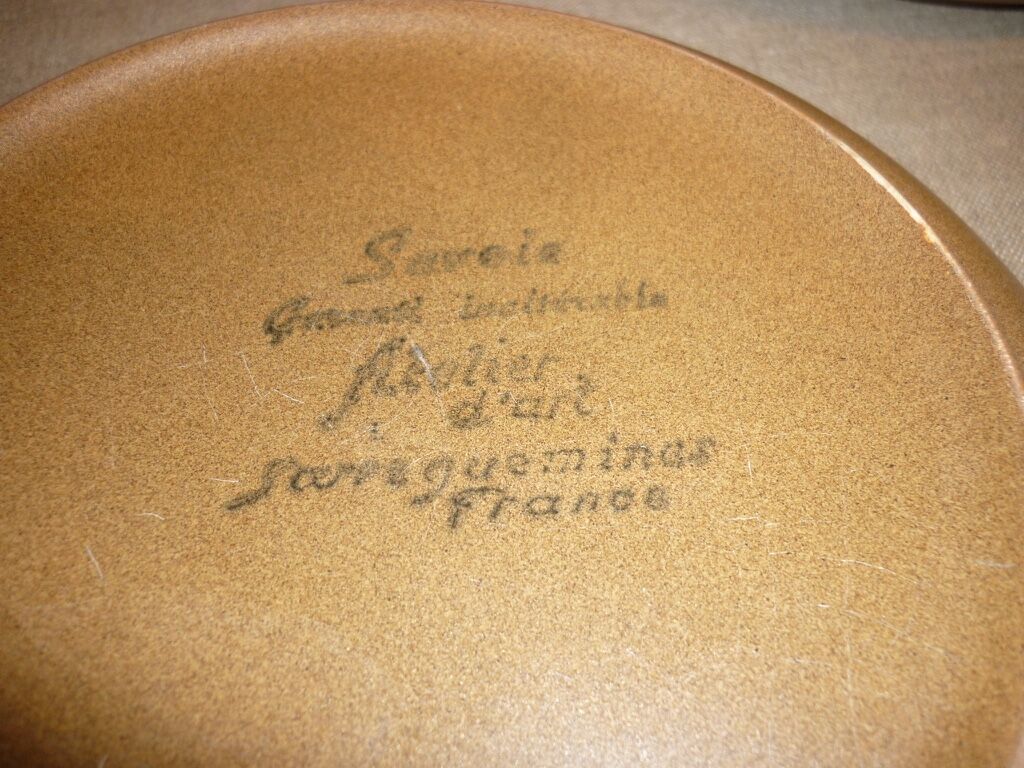 Savoie
Garanti inaltérable
Atelier
d'art
Sarreguemines
France